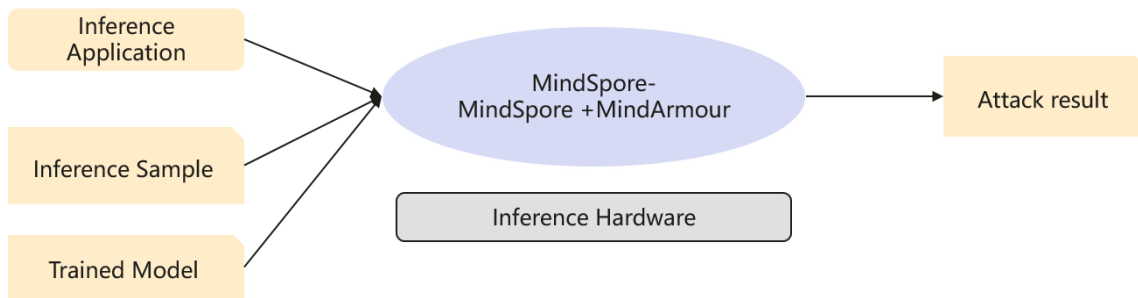 Inference
Application
MindSpore-
MindSpore +MindArmour
Attack result
Inference Sample
Inference Hardware
Trained Model